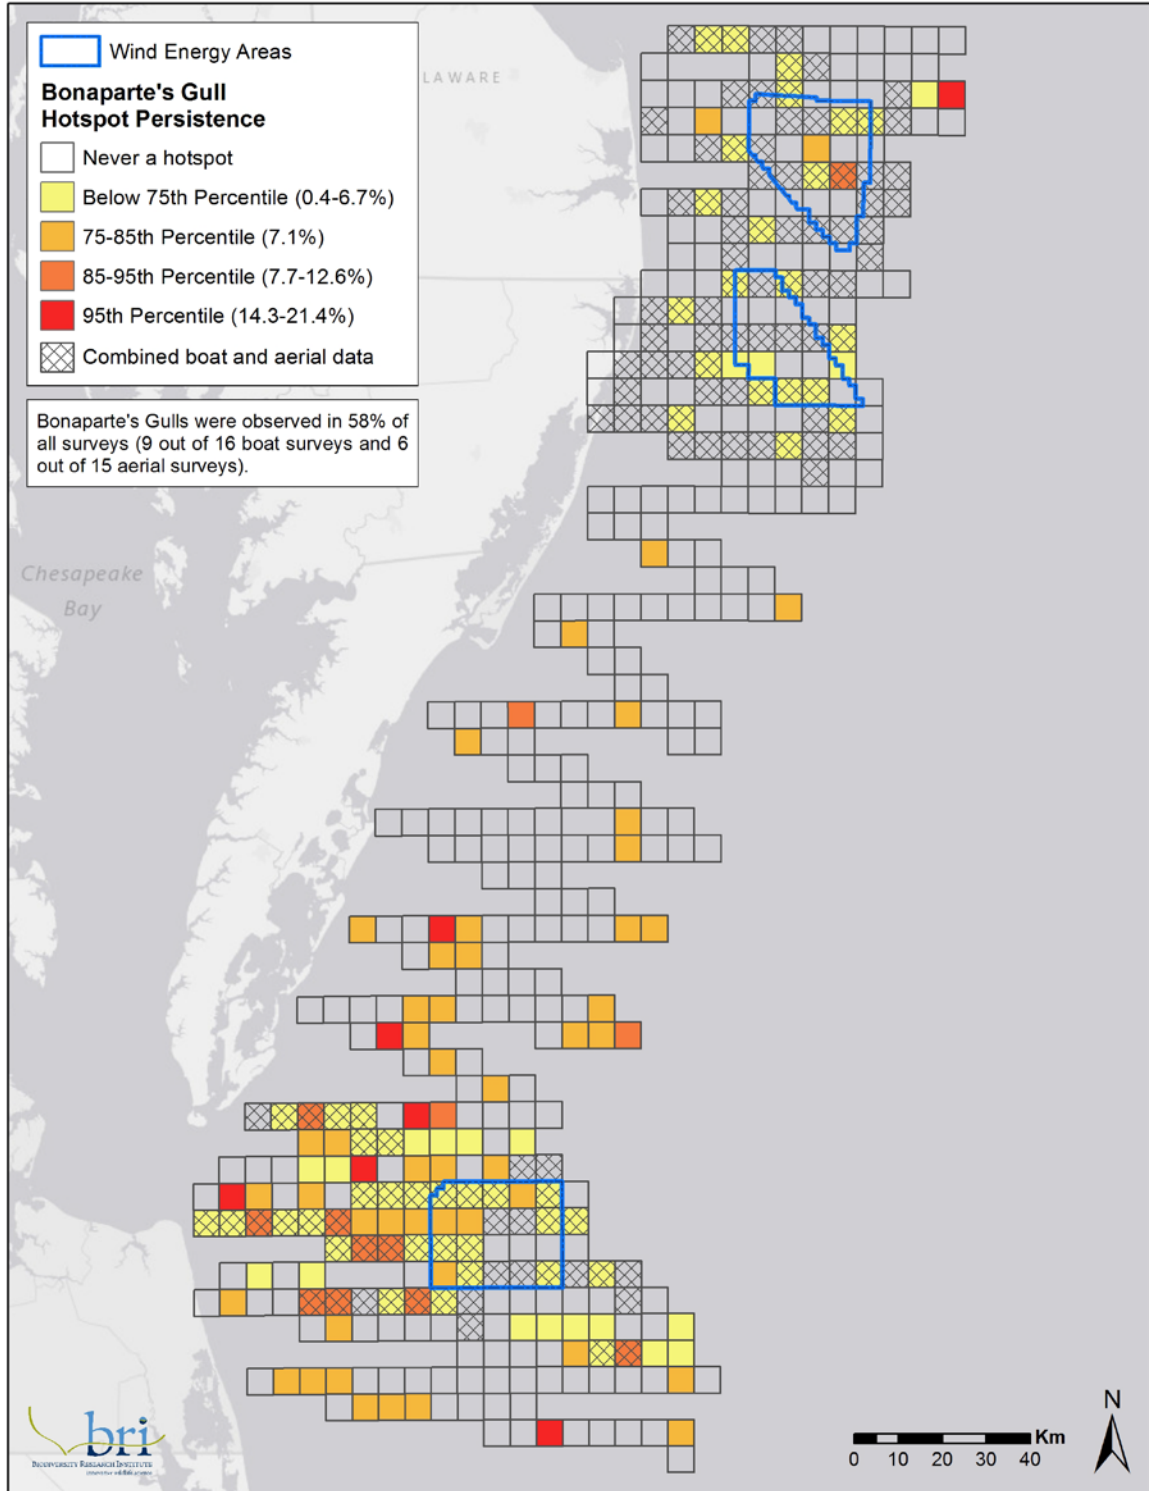 Wind Energy Areas
Bonaparte's Gull
Hotspot Persistence
Never a hotspot
Below 75th Percentile (0.4-6.7%)
75-85th Percentile (7.1%)
85-95th Percentile (7.7-12.6%)
95th Percentile (14.3-21.4%)
Combined boat and aerial data
Bonaparte's Gulls were observed in 58% of
all surveys (9 out of 16 boat surveys and 6
out of 15 aerial surveys).
LAWARE
Chesapeake
Bay
bri
BIODIVERSITY RESEARCH INSTITUTE
N
Km
0 10 20 30 40